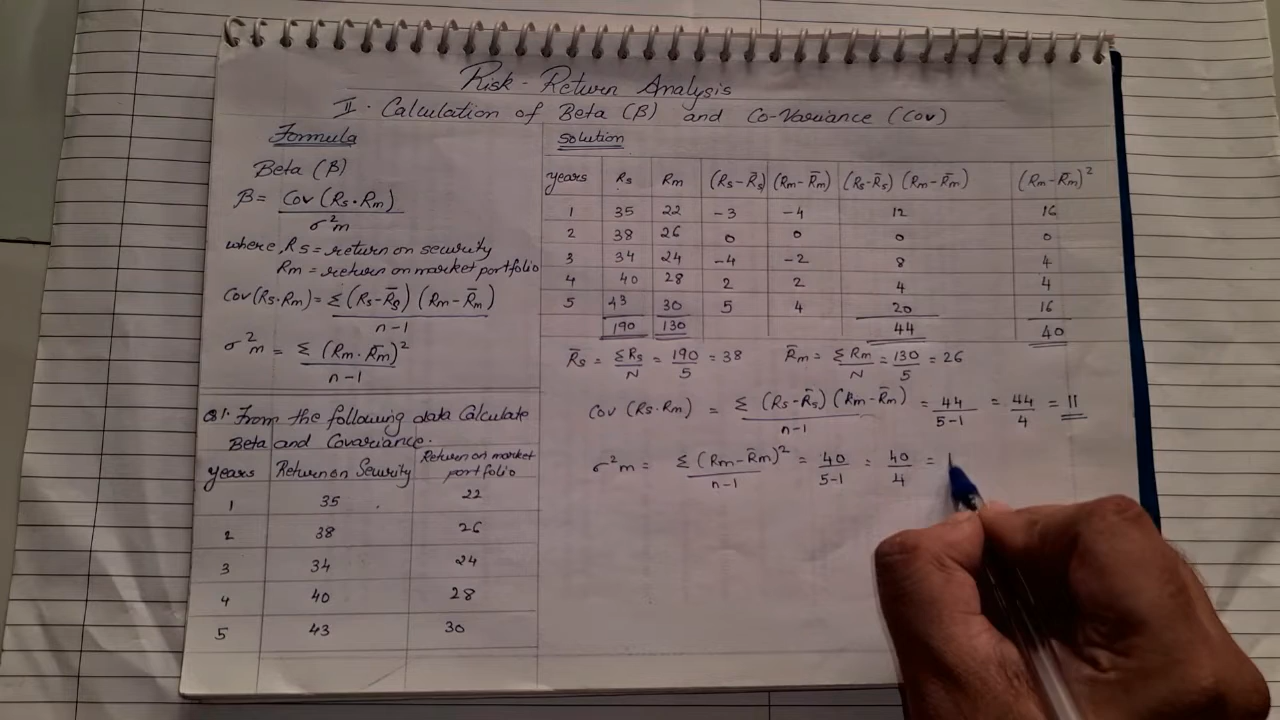 Risk-Return Analysis
II. Calculation of Beta (β) and Co-Variance (Cov)
Formula
Beta (β)
β = Cov (Rs.Rm)
σ²m
where, Rs = return on security
Rm = return on market portfolio
Cov (Rs.Rm) = Σ (Rs-R̄s) (Rm-R̄m)
n-1
σ²m = Σ (Rm.R̄m)²
n-1
Q1. From the following data Calculate
Beta and Covariance.
years Return on Security Return on market portfolio
1 35 22
2 38 26
3 34 24
4 40 28
5 43 30
Solution
years Rs Rm (Rs-R̄s) (Rm-R̄m) (Rs-R̄s) (Rm-R̄m) (Rm-R̄m)²
1 35 22 -3 -4 12 16
2 38 26 0 0 0 0
3 34 24 -4 -2 8 4
4 40 28 2 2 4 4
5 43 30 5 4 20 16
190 130 44 40
R̄s = ΣRs/N = 190/5 = 38 R̄m = ΣRm/N = 130/5 = 26
Cov (Rs.Rm) = Σ (Rs-R̄s) (Rm-R̄m)/n-1 = 44/5-1 = 44/4 = 11
σ²m = Σ (Rm-R̄m)²/n-1 = 40/5-1 = 40/4 =